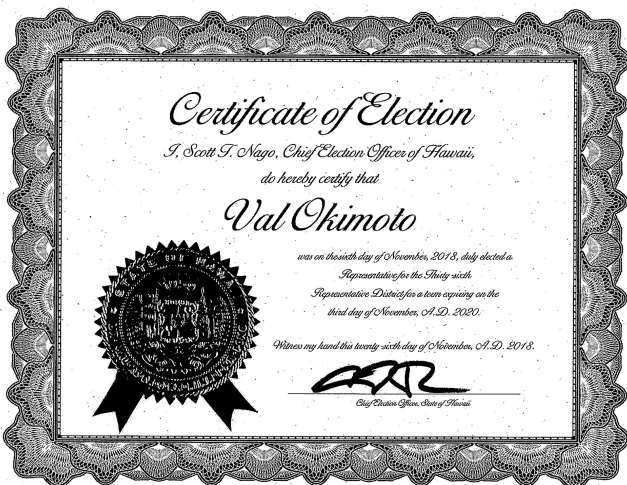 Certificate of Election
I, Scott T. Nago, Chief Election Officer of Hawaii,
do hereby certify that
Val Okimoto
was on the sixth day of November, 2018, duly elected a
Representative for the Thirty-sixth
Representative District for a term expiring on the
third day of November, A.D. 2020.
Witness my hand this twenty-sixth day of November, A.D. 2018.
Chief Election Officer, State of Hawaii
STATE OF HAWAII